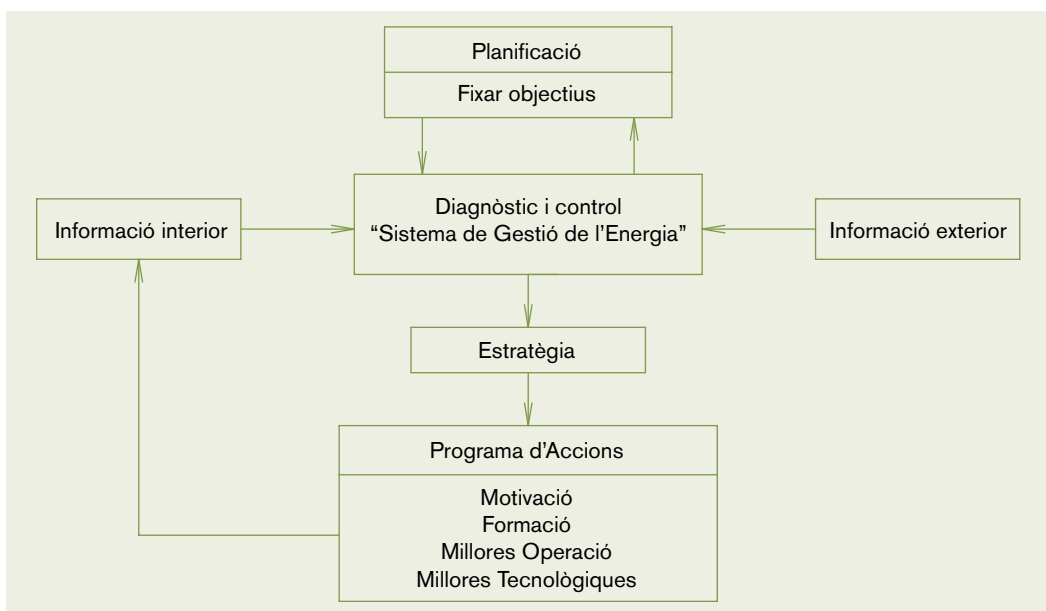 Planificació
Fixar objectius
Informació interior
Diagnòstic i control
“Sistema de Gestió de l’Energia”
Informació exterior
Estratègia
Programa d’Accions
Motivació
Formació
Millores Operació
Millores Tecnològiques